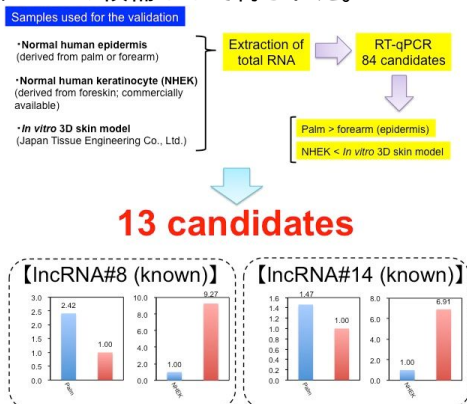 Samples used for the validation
・Normal human epidermis
(derived from palm or forearm)
・Normal human keratinocyte (NHEK)
(derived from foreskin; commercially
available)
・In vitro 3D skin model
(Japan Tissue Engineering Co., Ltd.)
Extraction of
total RNA
RT-qPCR
84 candidates
Palm > forearm (epidermis)
NHEK < In vitro 3D skin model
13 candidates
【lncRNA#8 (known)】
3.0
2.5
2.0
1.5
1.0
0.5
0.0
2.42
1.00
Palm
10.0
8.0
6.0
4.0
2.0
0.0
1.00
9.27
NHEK
【lncRNA#14 (known)】
1.6
1.4
1.2
1.0
0.8
0.6
0.4
0.2
0.0
1.47
1.00
Palm
8.0
6.0
4.0
2.0
0.0
1.00
6.91
NHEK